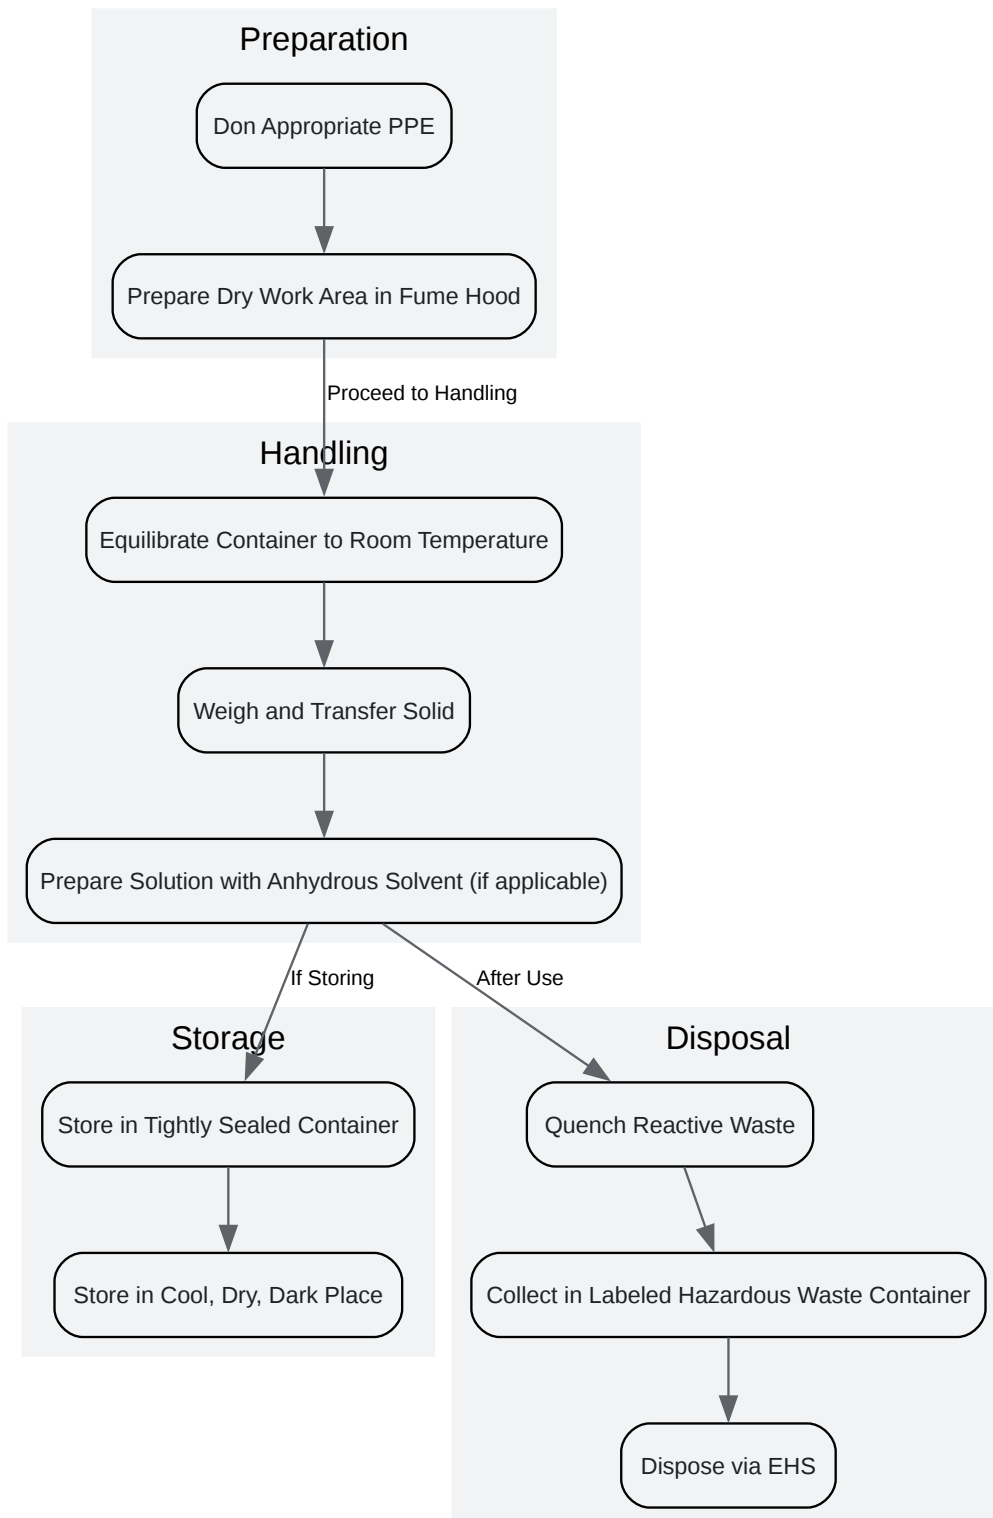 Preparation
Don Appropriate PPE
Prepare Dry Work Area in Fume Hood
Proceed to Handling
Handling
Equilibrate Container to Room Temperature
Weigh and Transfer Solid
Prepare Solution with Anhydrous Solvent (if applicable)
If Storing
After Use
Storage
Store in Tightly Sealed Container
Store in Cool, Dry, Dark Place
Disposal
Quench Reactive Waste
Collect in Labeled Hazardous Waste Container
Dispose via EHS